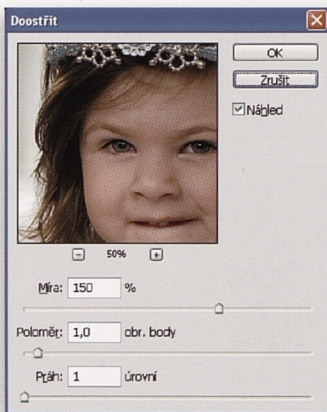 Doostřit
OK
Zrušit
Náhled
50%
Míra: 150 %
Poloměr: 1,0 obr. body
Práh: 1 úrovní